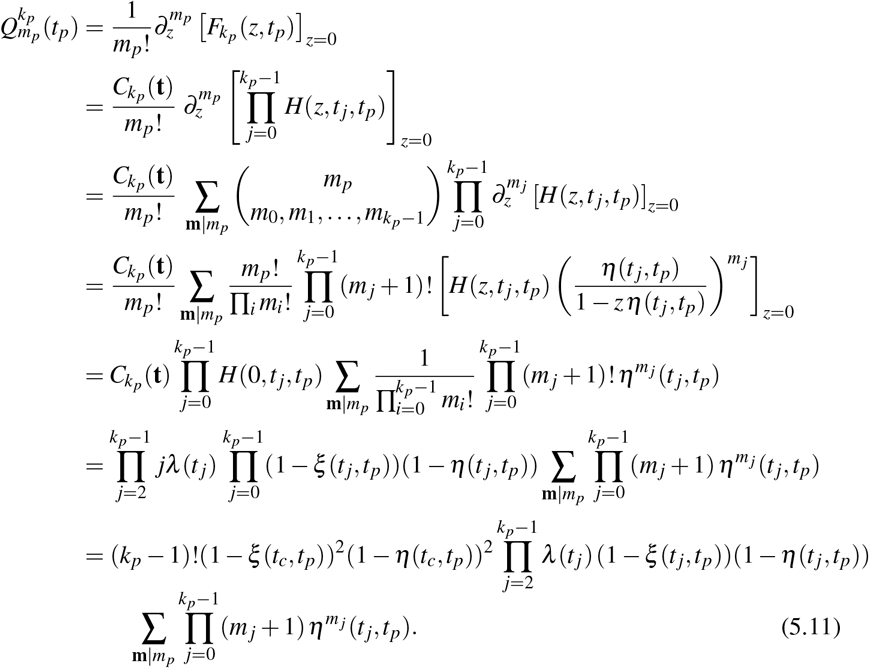 $Q_{m_p}^{k_p}(t_p) = \frac{1}{m_p!} \partial_z^{m_p} \left[ F_{k_p}(z,t_p) \right]_{z=0}$
$= \frac{C_{k_p}(\mathbf{t})}{m_p!} \, \partial_z^{m_p} \left[ \prod_{j=0}^{k_p-1} H(z,t_j,t_p) \right]_{z=0}$
$= \frac{C_{k_p}(\mathbf{t})}{m_p!} \sum_{\mathbf{m}|m_p} \binom{m_p}{m_0, m_1, \ldots, m_{k_p-1}} \prod_{j=0}^{k_p-1} \partial_z^{m_j} \left[ H(z,t_j,t_p) \right]_{z=0}$
$= \frac{C_{k_p}(\mathbf{t})}{m_p!} \sum_{\mathbf{m}|m_p} \frac{m_p!}{\prod_i m_i!} \prod_{j=0}^{k_p-1} (m_j+1)! \left[ H(z,t_j,t_p) \left( \frac{\eta(t_j,t_p)}{1 - z\,\eta(t_j,t_p)} \right)^{m_j} \right]_{z=0}$
$= C_{k_p}(\mathbf{t}) \prod_{j=0}^{k_p-1} H(0,t_j,t_p) \sum_{\mathbf{m}|m_p} \frac{1}{\prod_{i=0}^{k_p-1} m_i!} \prod_{j=0}^{k_p-1} (m_j+1)! \, \eta^{m_j}(t_j,t_p)$
$= \prod_{j=2}^{k_p-1} j\lambda(t_j) \prod_{j=0}^{k_p-1} (1-\xi(t_j,t_p))(1-\eta(t_j,t_p)) \sum_{\mathbf{m}|m_p} \prod_{j=0}^{k_p-1} (m_j+1) \, \eta^{m_j}(t_j,t_p)$
$= (k_p-1)!(1-\xi(t_c,t_p))^2(1-\eta(t_c,t_p))^2 \prod_{j=2}^{k_p-1} \lambda(t_j)\,(1-\xi(t_j,t_p))(1-\eta(t_j,t_p))$
$\sum_{\mathbf{m}|m_p} \prod_{j=0}^{k_p-1} (m_j+1) \, \eta^{m_j}(t_j,t_p).$ (5.11)